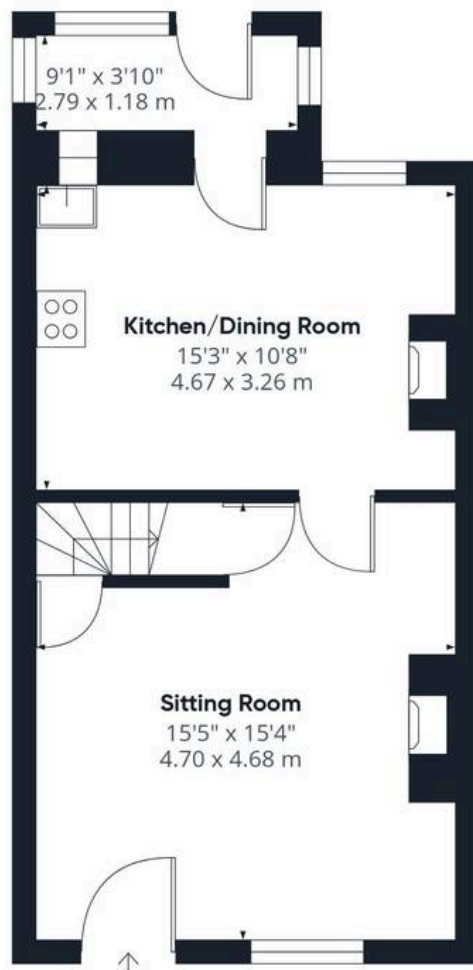 9'1" x 3'10"
2.79 x 1.18 m
Kitchen/Dining Room
15'3" x 10'8"
4.67 x 3.26 m
Sitting Room
15'5" x 15'4"
4.70 x 4.68 m